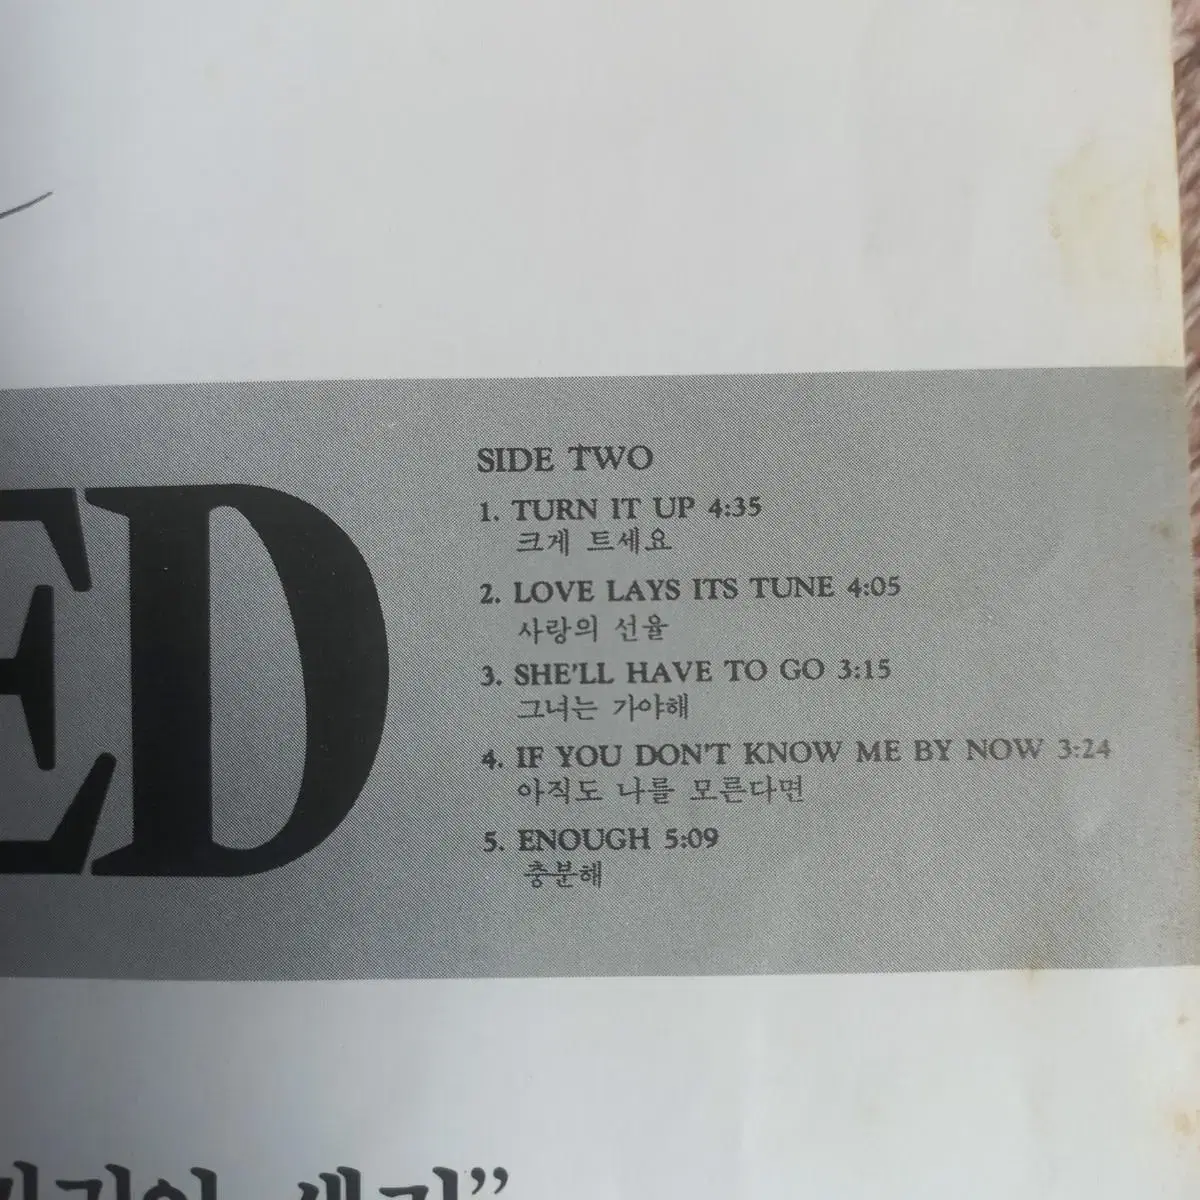 ED
SIDE TWO
1. TURN IT UP 4:35
크게 트세요
2. LOVE LAYS ITS TUNE 4:05
사랑의 선율
3. SHE'LL HAVE TO GO 3:15
그녀는 가야해
4. IF YOU DON'T KNOW ME BY NOW 3:24
아직도 나를 모른다면
5. ENOUGH 5:09
충분해